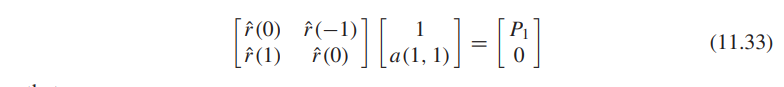 [r̂(0) r̂(−1)] [1] = [P₁] (11.33)
[r̂(1) r̂(0)] [a(1, 1)] [0]